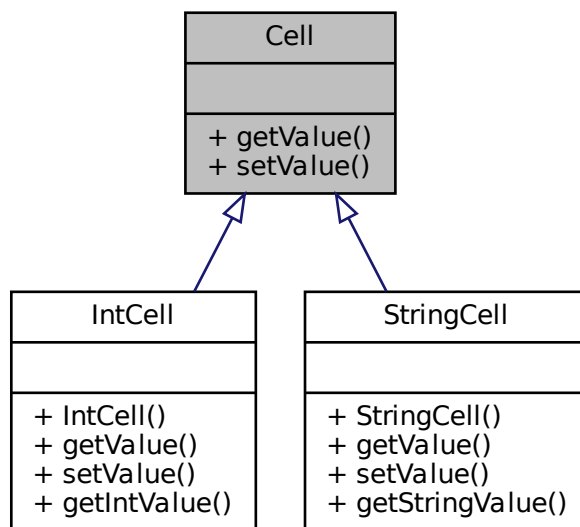 Cell
+ getValue()
+ setValue()
IntCell
+ IntCell()
+ getValue()
+ setValue()
+ getIntValue()
StringCell
+ StringCell()
+ getValue()
+ setValue()
+ getStringValue()